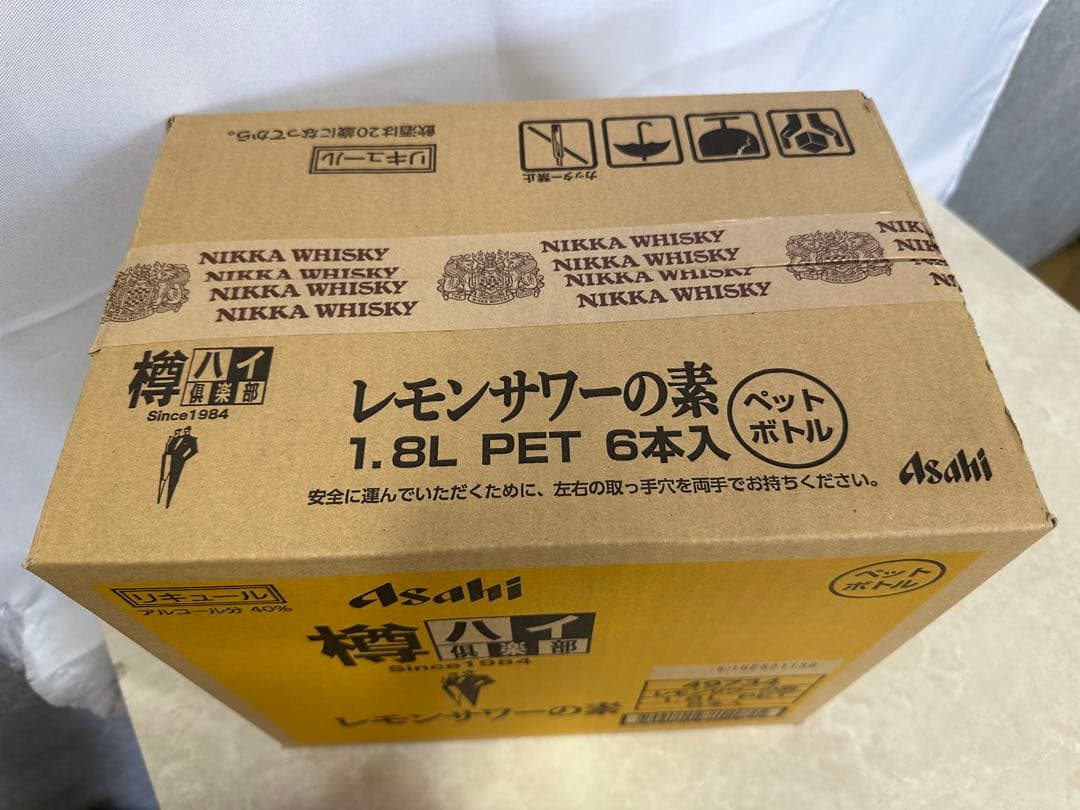 飲酒は20歳になってから。
リキュール
カッター禁止
NIKKA WHISKY
NIKKA WHISKY
NIKKA WHISKY
NIKKA WHISKY
NIKKA WHISKY
NIKKA WHISKY
NIKKA WHISKY
NIKKA WHISKY
樽ハイ
倶楽部
Since1984
レモンサワーの素
1.8L PET 6本入
ペット
ボトル
安全に運んでいただくために、左右の取っ手穴を両手でお持ちください。
Asahi
リキュール
アルコール分 40%
Asahi
樽ハイ
倶楽部
Since1984
レモンサワーの素
ペット
ボトル
49734
6本入